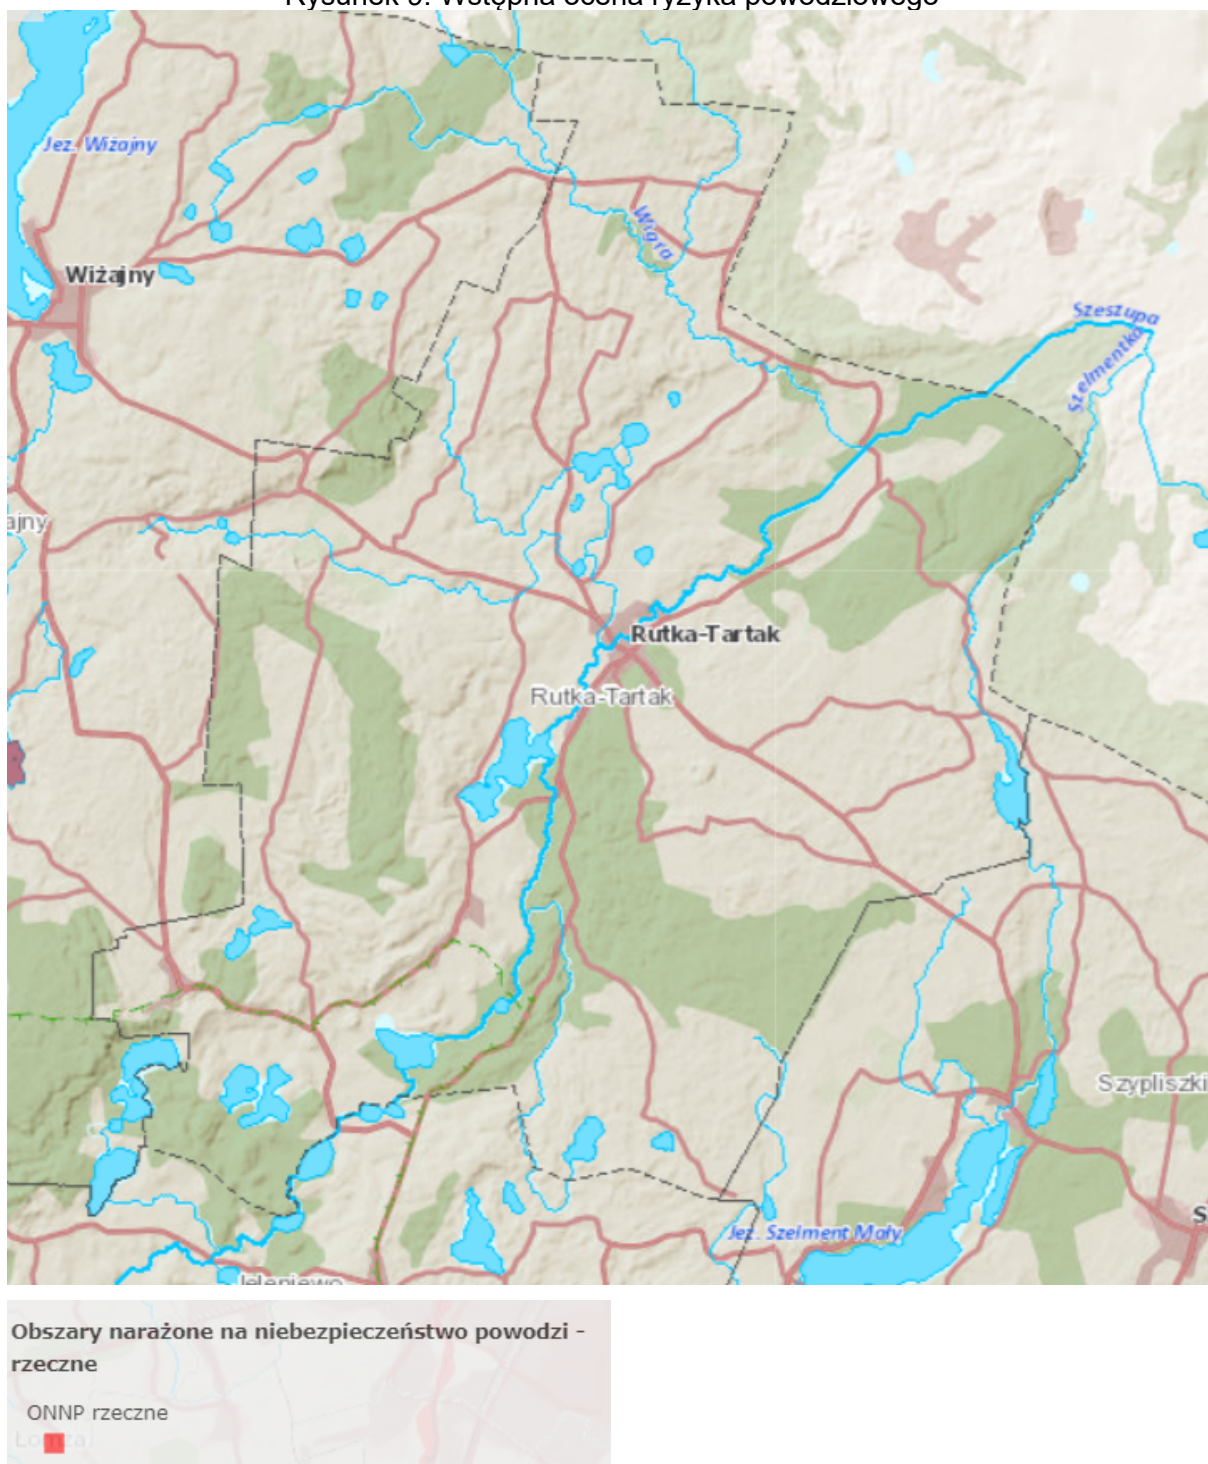 Rysunek 9. Wstępna ocena ryzyka powodziowego
Jez. Wiżajny
Wigra
Wiżajny
Szeszupa
Szelmentka
ajny
Rutka-Tartak
Rutka-Tartak
Szypliszki
S
Jez. Szelment Mały
Jeleniewo
Obszary narażone na niebezpieczeństwo powodzi -
rzeczne
ONNP rzeczne
Łomża